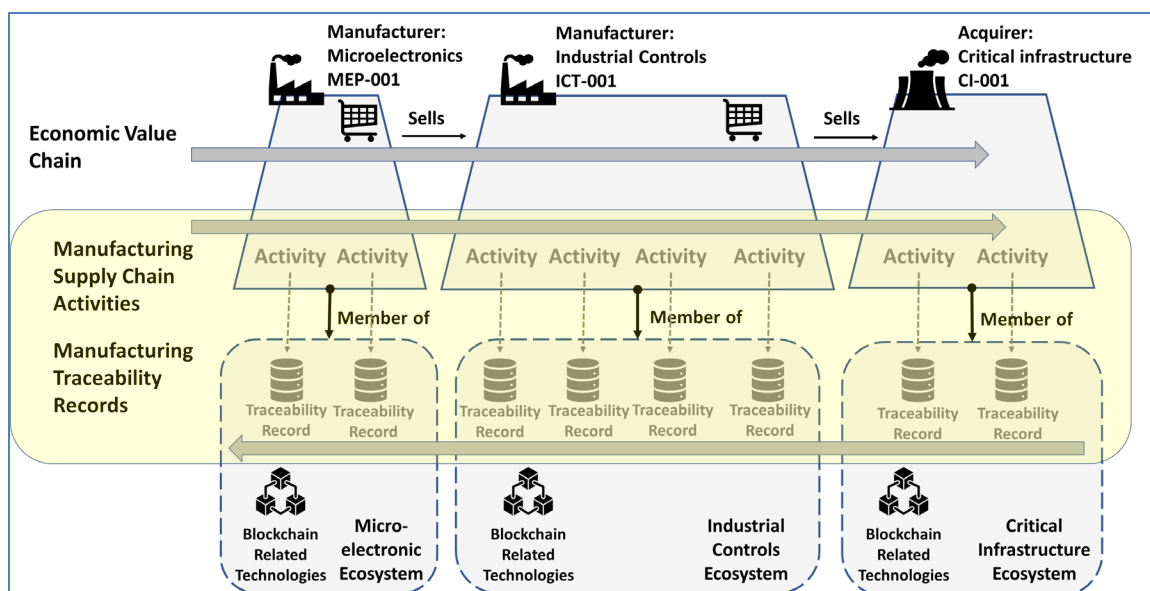 Manufacturer:
Microelectronics
MEP-001
Manufacturer:
Industrial Controls
ICT-001
Acquirer:
Critical infrastructure
CI-001
Economic Value
Chain
Sells
Sells
Manufacturing
Supply Chain
Activities
Activity Activity
Activity Activity Activity Activity
Activity Activity
Member of
Member of
Member of
Manufacturing
Traceability
Records
Traceability
Record
Traceability
Record
Traceability
Record
Traceability
Record
Traceability
Record
Traceability
Record
Traceability
Record
Traceability
Record
Blockchain
Related
Technologies
Micro-
electronic
Ecosystem
Blockchain
Related
Technologies
Industrial
Controls
Ecosystem
Blockchain
Related
Technologies
Critical
Infrastructure
Ecosystem